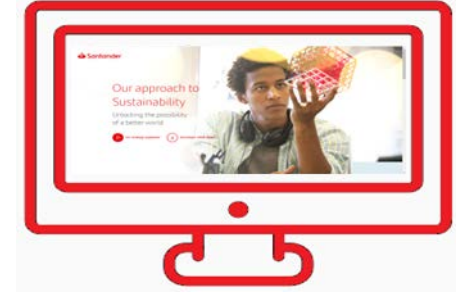 Santander
Our approach to
Sustainability
Unlocking the possibility
of a better world